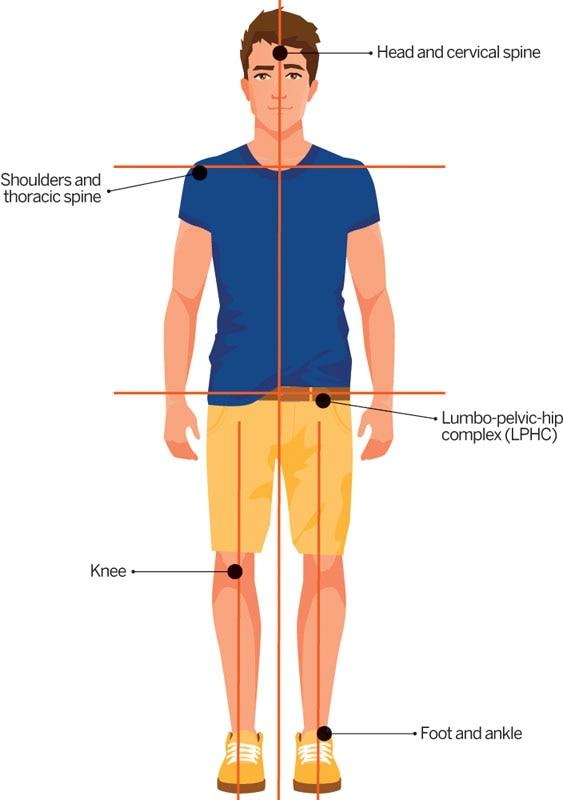 Head and cervical spine
Shoulders and
thoracic spine
Lumbo-pelvic-hip
complex (LPHC)
Knee
Foot and ankle